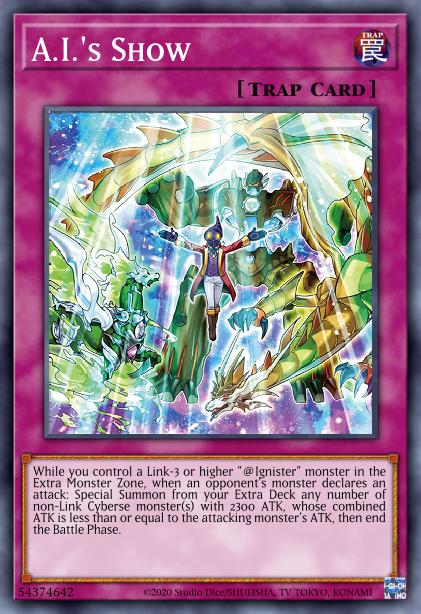 A.I.'s Show
TRAP
罠
[TRAP CARD]
While you control a Link-3 or higher "@Ignister" monster in the
Extra Monster Zone, when an opponent's monster declares an
attack: Special Summon from your Extra Deck any number of
non-Link Cyberse monster(s) with 2300 ATK, whose combined
ATK is less than or equal to the attacking monster's ATK, then end
the Battle Phase.
54374642
©2020 Studio Dice/SHUEISHA, TV TOKYO, KONAMI